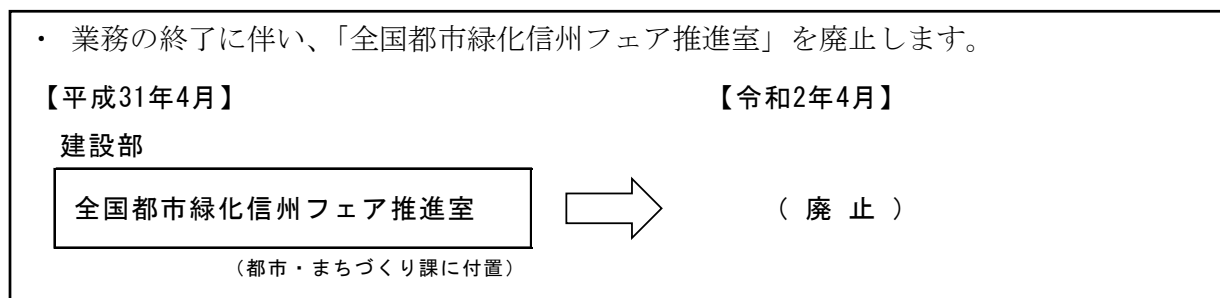 ・ 業務の終了に伴い、「全国都市緑化信州フェア推進室」を廃止します。
【平成31年4月】 【令和2年4月】
建設部
全国都市緑化信州フェア推進室 （ 廃 止 ）
（都市・まちづくり課に付置）